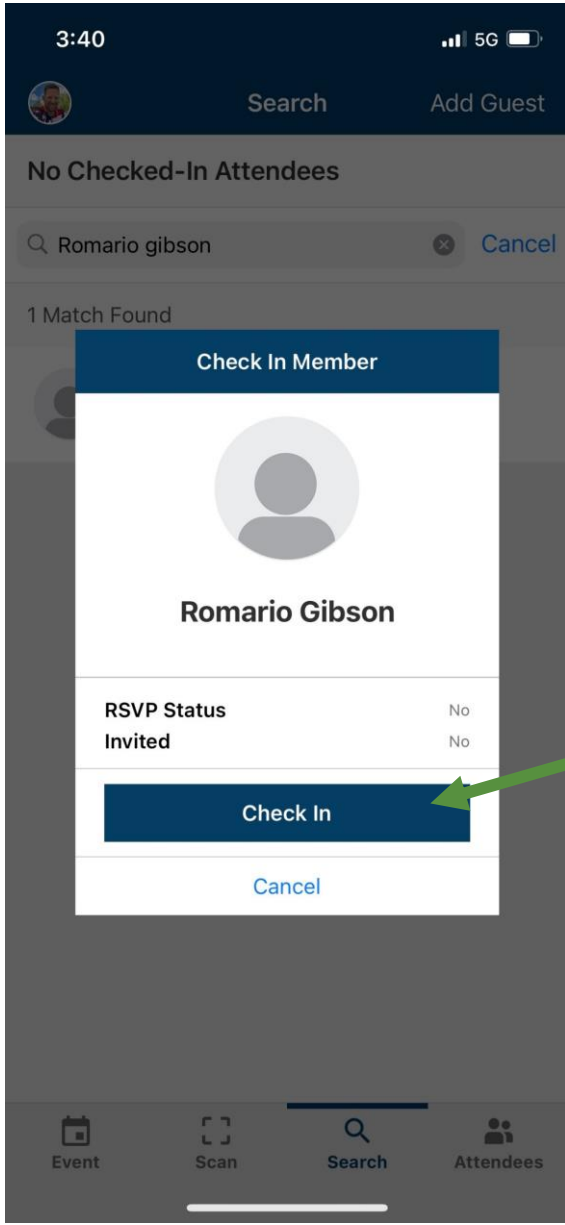 3:40 5G
Search Add Guest
No Checked-In Attendees
Romario gibson Cancel
1 Match Found
Check In Member
Romario Gibson
RSVP Status No
Invited No
Check In
Cancel
Event Scan Search Attendees